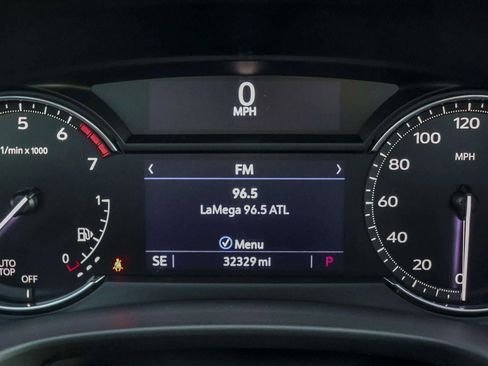 0
MPH
5
6
7
1/min x 1000
1
0
AUTO
STOP
OFF
FM
96.5
LaMega 96.5 ATL
Menu
SE
32329 mi
P
120
100
80
60
40
20
0
MPH